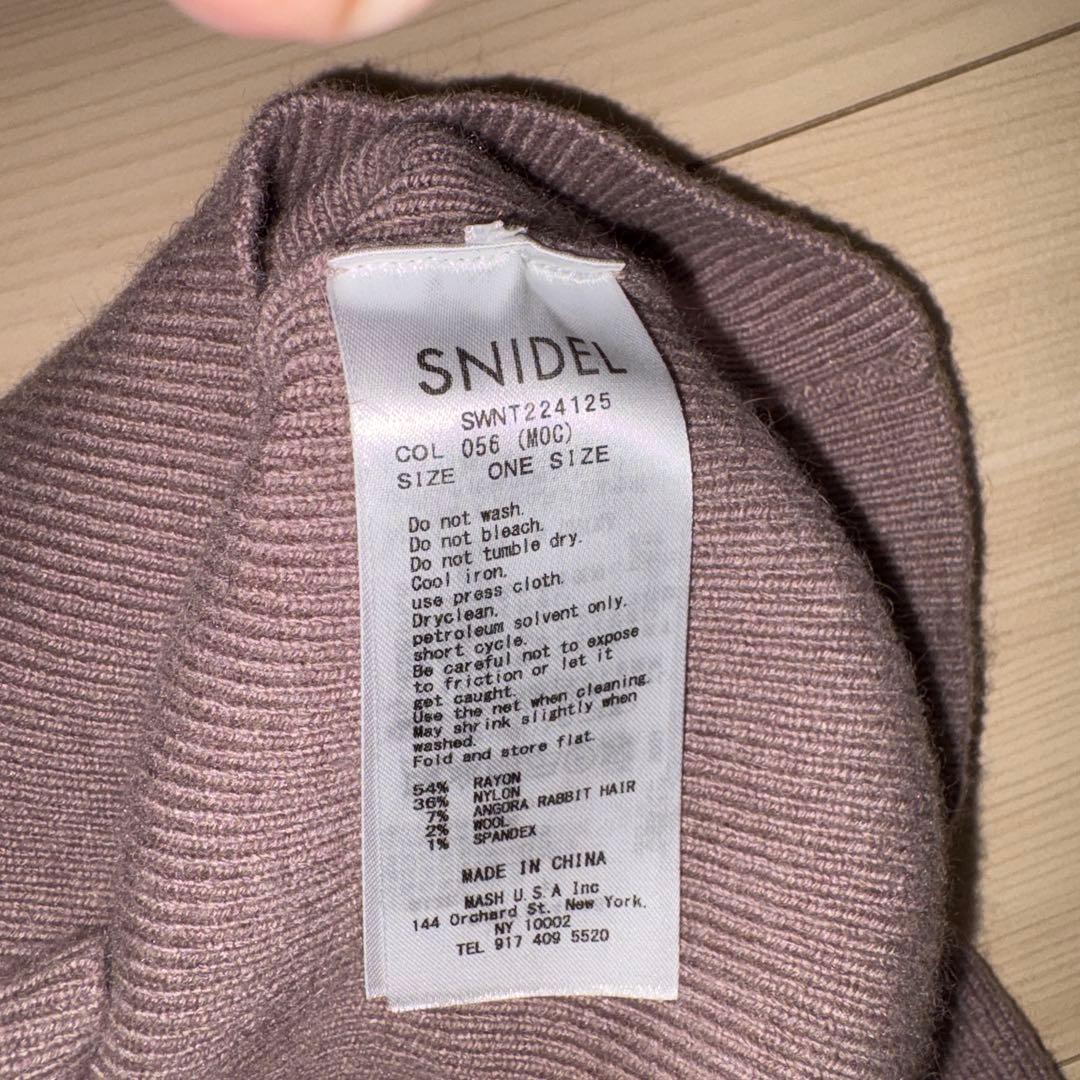 SNIDEL
SWNT224125
COL 056 (MOC)
SIZE ONE SIZE
Do not wash.
Do not bleach.
Do not tumble dry.
Cool iron.
use press cloth.
Dryclean.
petroleum solvent only.
short cycle.
Be careful not to expose
to friction or let it
get caught.
Use the net when cleaning.
May shrink slightly when
washed.
Fold and store flat.
54% RAYON
36% NYLON
7% ANGORA RABBIT HAIR
2% WOOL
1% SPANDEX
MADE IN CHINA
MASH U.S.A Inc
144 Orchard St. New York,
NY 10002
TEL 917 409 5520